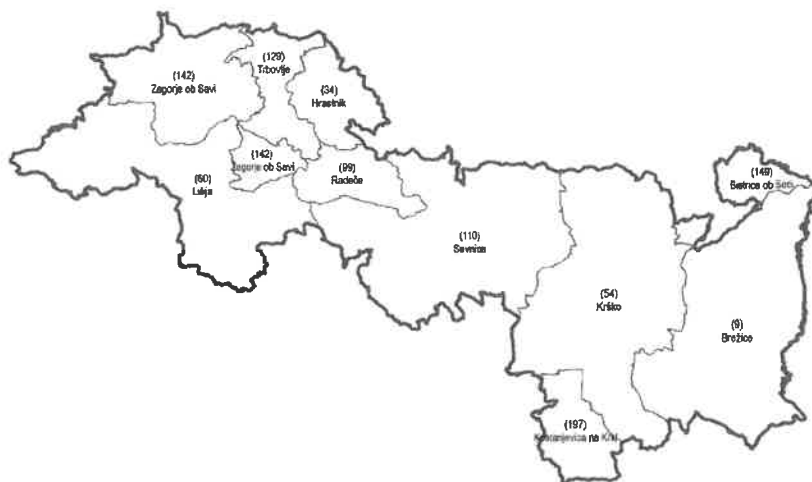 (129)
Trbovlje
(142)
Zagorje ob Savi
(34)
Hrastnik
(142)
Zagorje ob Savi
(99)
Radeče
(60)
Litija
(149)
Bistrica ob Sotli
(110)
Sevnica
(54)
Krško
(9)
Brežice
(197)
Kostanjevica na Krki